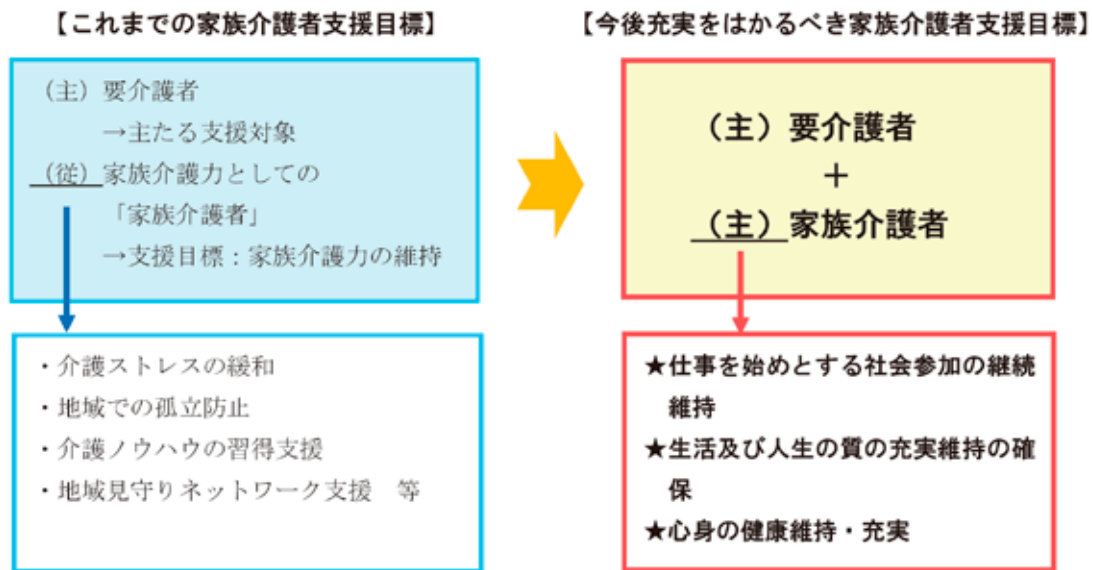 【これまでの家族介護者支援目標】
（主）要介護者
→主たる支援対象
（従）家族介護力としての
「家族介護者」
→支援目標：家族介護力の維持
・介護ストレスの緩和
・地域での孤立防止
・介護ノウハウの習得支援
・地域見守りネットワーク支援　等
【今後充実をはかるべき家族介護者支援目標】
（主）要介護者
＋
（主）家族介護者
★仕事を始めとする社会参加の継続
維持
★生活及び人生の質の充実維持の確
保
★心身の健康維持・充実